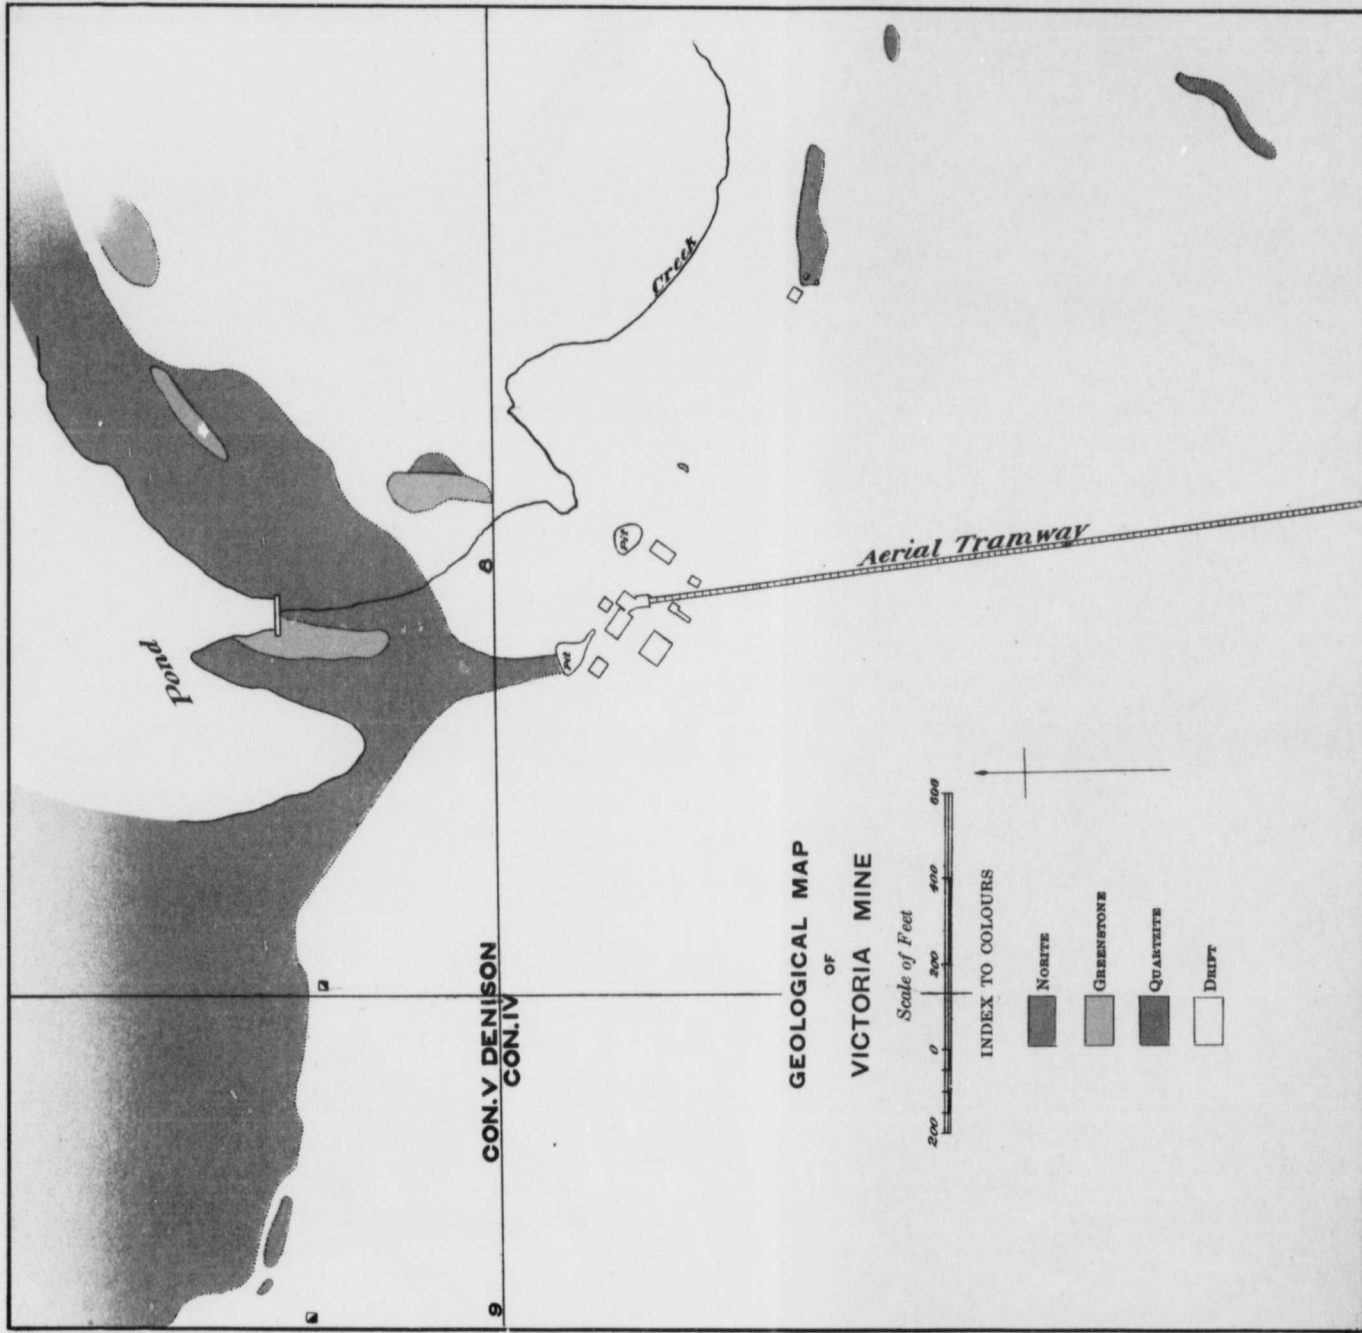 Pond
Creek
8
Pit
Pit
Aerial Tramway
CON. V DENISON
CON. IV
9
GEOLOGICAL MAP
OF
VICTORIA MINE
Scale of Feet
200 0 200 400 600
INDEX TO COLOURS
NORITE
GREENSTONE
QUARTZITE
DRIFT